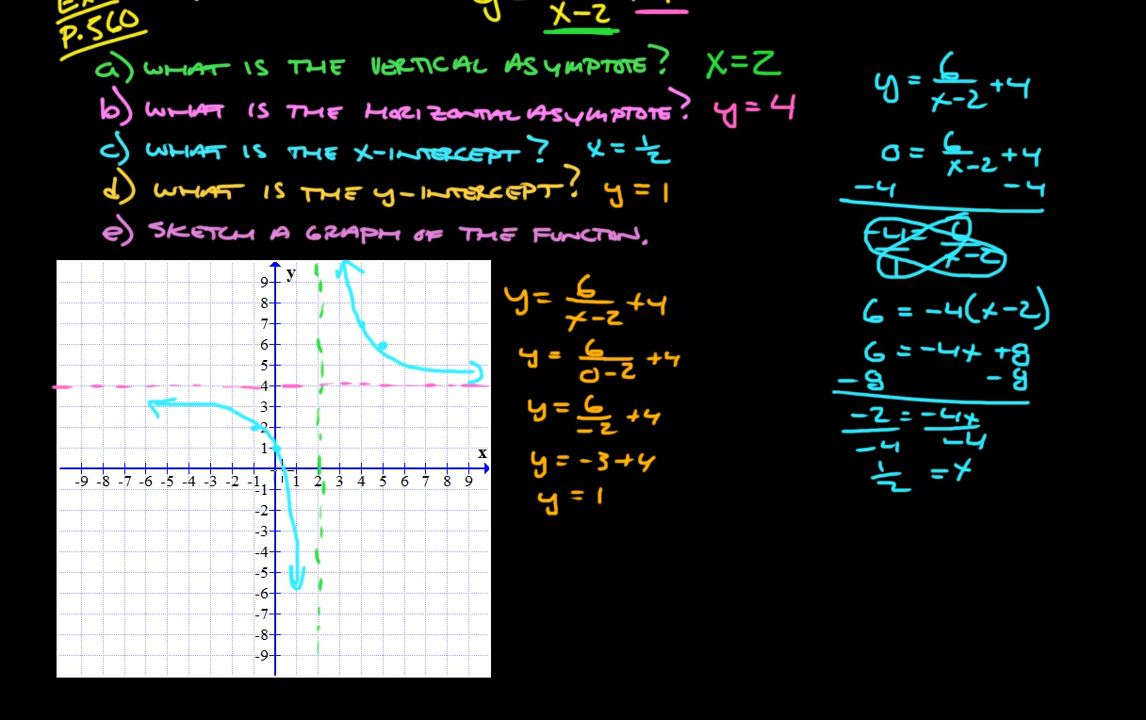 P.560
x-2
a) WHAT IS THE VERTICAL ASYMPTOTE? x=2
b) WHAT IS THE HORIZONTAL ASYMPTOTE? y=4
c) WHAT IS THE X-INTERCEPT? x=1/2
d) WHAT IS THE y-INTERCEPT? y=1
e) SKETCH A GRAPH OF THE FUNCTION.
y
9
8
7
6
5
4
3
2
1
x
-9 -8 -7 -6 -5 -4 -3 -2 -1 1 2 3 4 5 6 7 8 9
-1
-2
-3
-4
-5
-6
-7
-8
-9
y = 6/(x-2) +4
y = 6/(0-2) +4
y = 6/-2 +4
y = -3+4
y = 1
y = 6/(x-2) +4
0 = 6/(x-2) +4
-4 -4
-4/1 = 6/(x-2)
6 = -4(x-2)
6 = -4x +8
-8 -8
-2 = -4x
-4 -4
1/2 = x